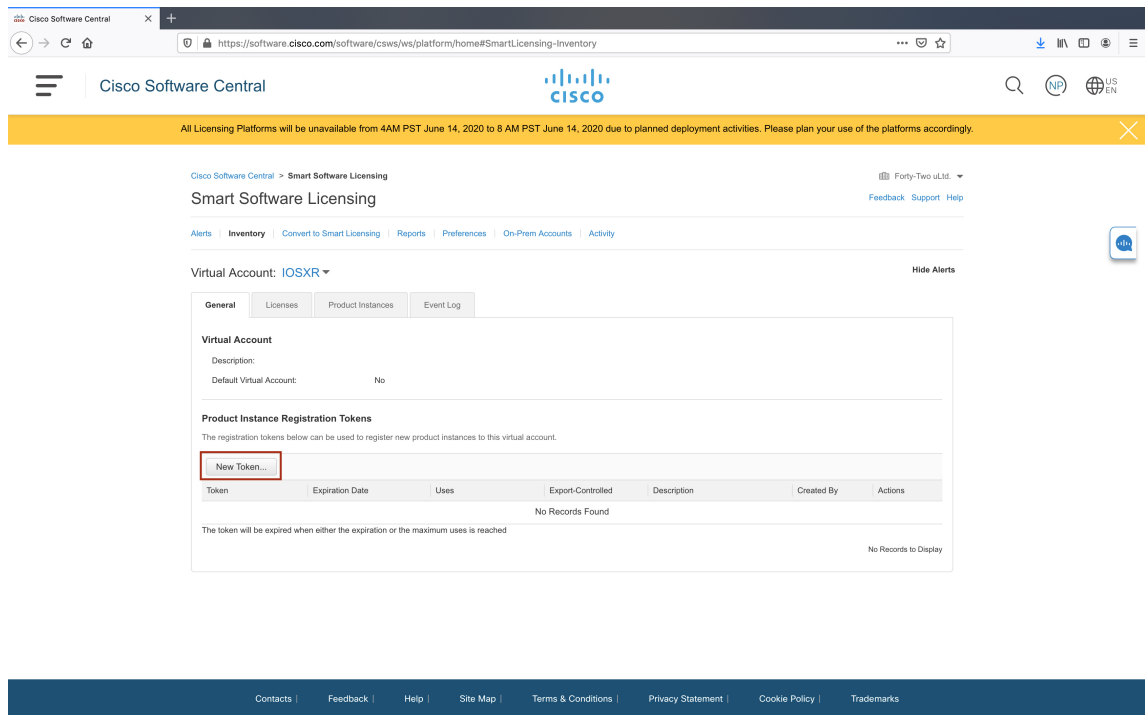 Cisco Software Central
https://software.cisco.com/software/csws/ws/platform/home#SmartLicensing-Inventory
Cisco Software Central
CISCO
NP
US
EN
All Licensing Platforms will be unavailable from 4AM PST June 14, 2020 to 8 AM PST June 14, 2020 due to planned deployment activities. Please plan your use of the platforms accordingly.
Cisco Software Central > Smart Software Licensing
Forty-Two uLtd.
Smart Software Licensing
Feedback Support Help
Alerts | Inventory | Convert to Smart Licensing | Reports | Preferences | On-Prem Accounts | Activity
Virtual Account: IOSXR
Hide Alerts
General Licenses Product Instances Event Log
Virtual Account
Description:
Default Virtual Account: No
Product Instance Registration Tokens
The registration tokens below can be used to register new product instances to this virtual account.
New Token...
Token Expiration Date Uses Export-Controlled Description Created By Actions
No Records Found
The token will be expired when either the expiration or the maximum uses is reached
No Records to Display
Contacts | Feedback | Help | Site Map | Terms & Conditions | Privacy Statement | Cookie Policy | Trademarks